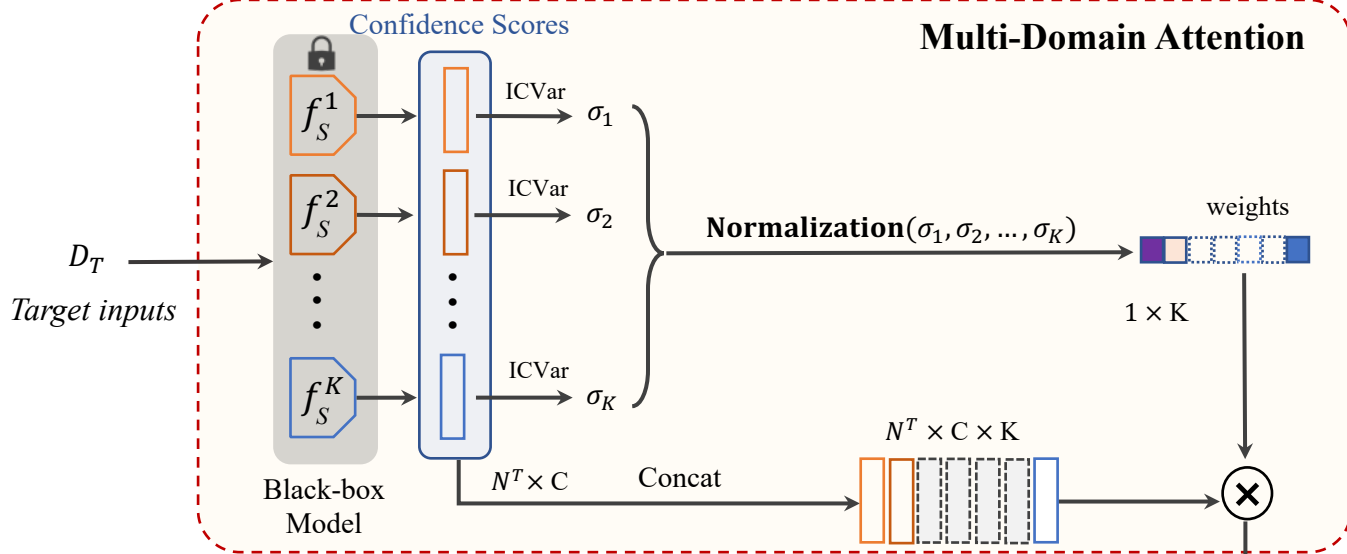 Confidence Scores
Multi-Domain Attention
f_S^1
ICVar
σ_1
f_S^2
ICVar
σ_2
weights
Normalization(σ_1, σ_2, …, σ_K)
D_T
Target inputs
1 × K
f_S^K
ICVar
σ_K
N^T × C × K
N^T × C
Concat
Black-box
Model